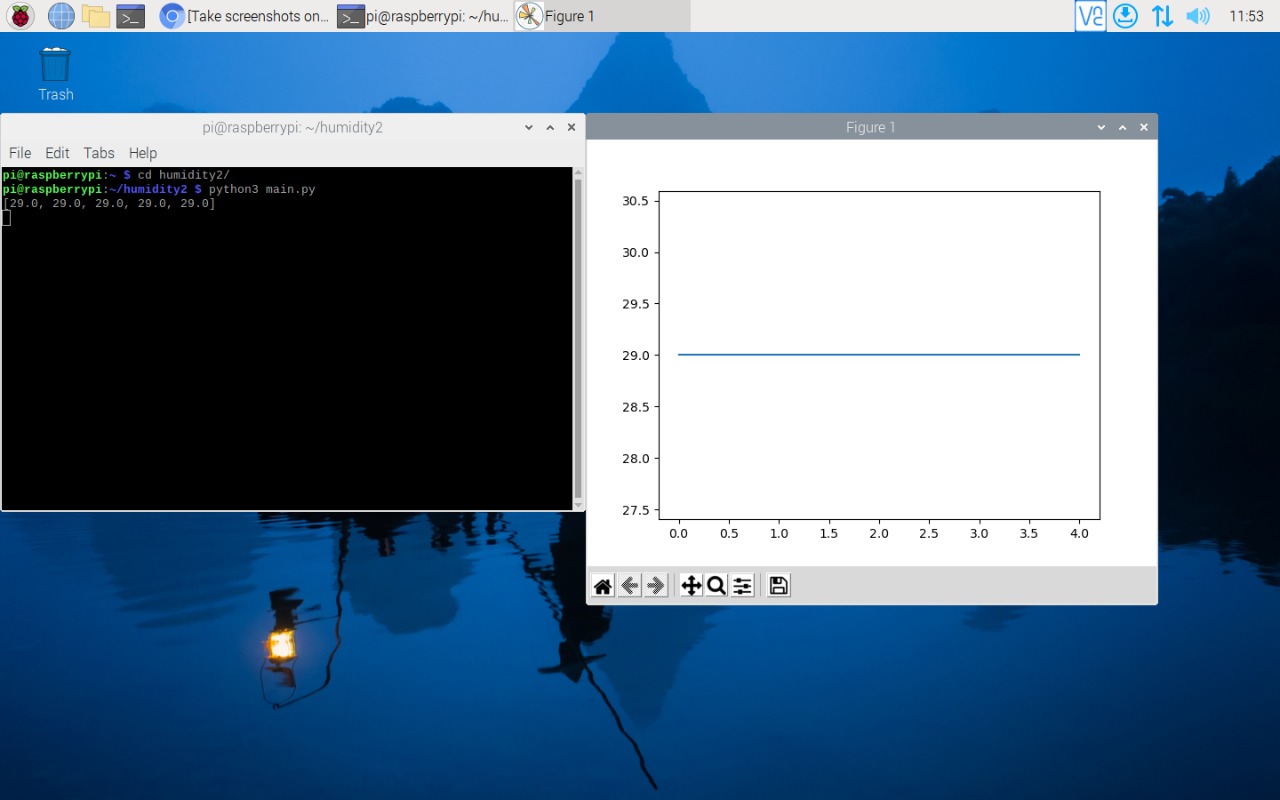 [Take screenshots on... pi@raspberrypi: ~/hu... Figure 1 11:53
Trash
pi@raspberrypi: ~/humidity2
File Edit Tabs Help
pi@raspberrypi:~ $ cd humidity2/
pi@raspberrypi:~/humidity2 $ python3 main.py
[29.0, 29.0, 29.0, 29.0, 29.0]
Figure 1
30.5
30.0
29.5
29.0
28.5
28.0
27.5
0.0 0.5 1.0 1.5 2.0 2.5 3.0 3.5 4.0